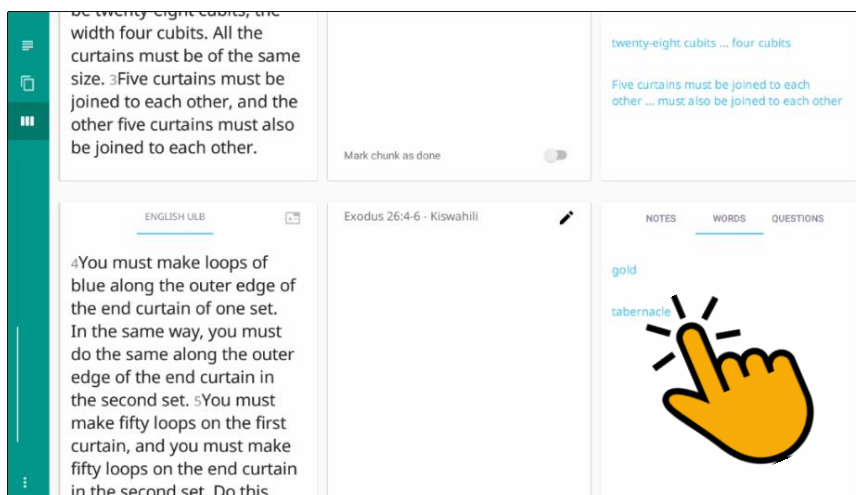 be twenty-eight cubits, the
width four cubits. All the
curtains must be of the same
size. 3Five curtains must be
joined to each other, and the
other five curtains must also
be joined to each other.
Mark chunk as done
twenty-eight cubits ... four cubits
Five curtains must be joined to each
other ... must also be joined to each other
ENGLISH ULB
4You must make loops of
blue along the outer edge of
the end curtain of one set.
In the same way, you must
do the same along the outer
edge of the end curtain in
the second set. 5You must
make fifty loops on the first
curtain, and you must make
fifty loops on the end curtain
in the second set. Do this
Exodus 26:4-6 - Kiswahili
NOTES WORDS QUESTIONS
gold
tabernacle